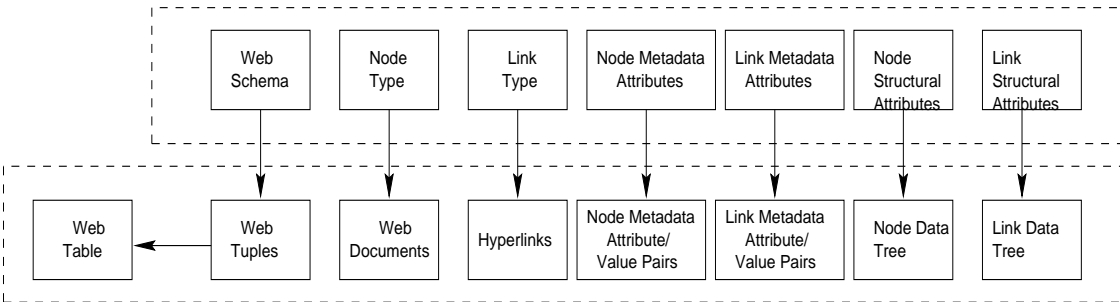 Web
Schema
Node
Type
Link
Type
Node Metadata
Attributes
Link Metadata
Attributes
Node
Structural
Attributes
Link
Structural
Attributes
Web
Table
Web
Tuples
Web
Documents
Hyperlinks
Node Metadata
Attribute/
Value Pairs
Link Metadata
Attribute/
Value Pairs
Node Data
Tree
Link Data
Tree